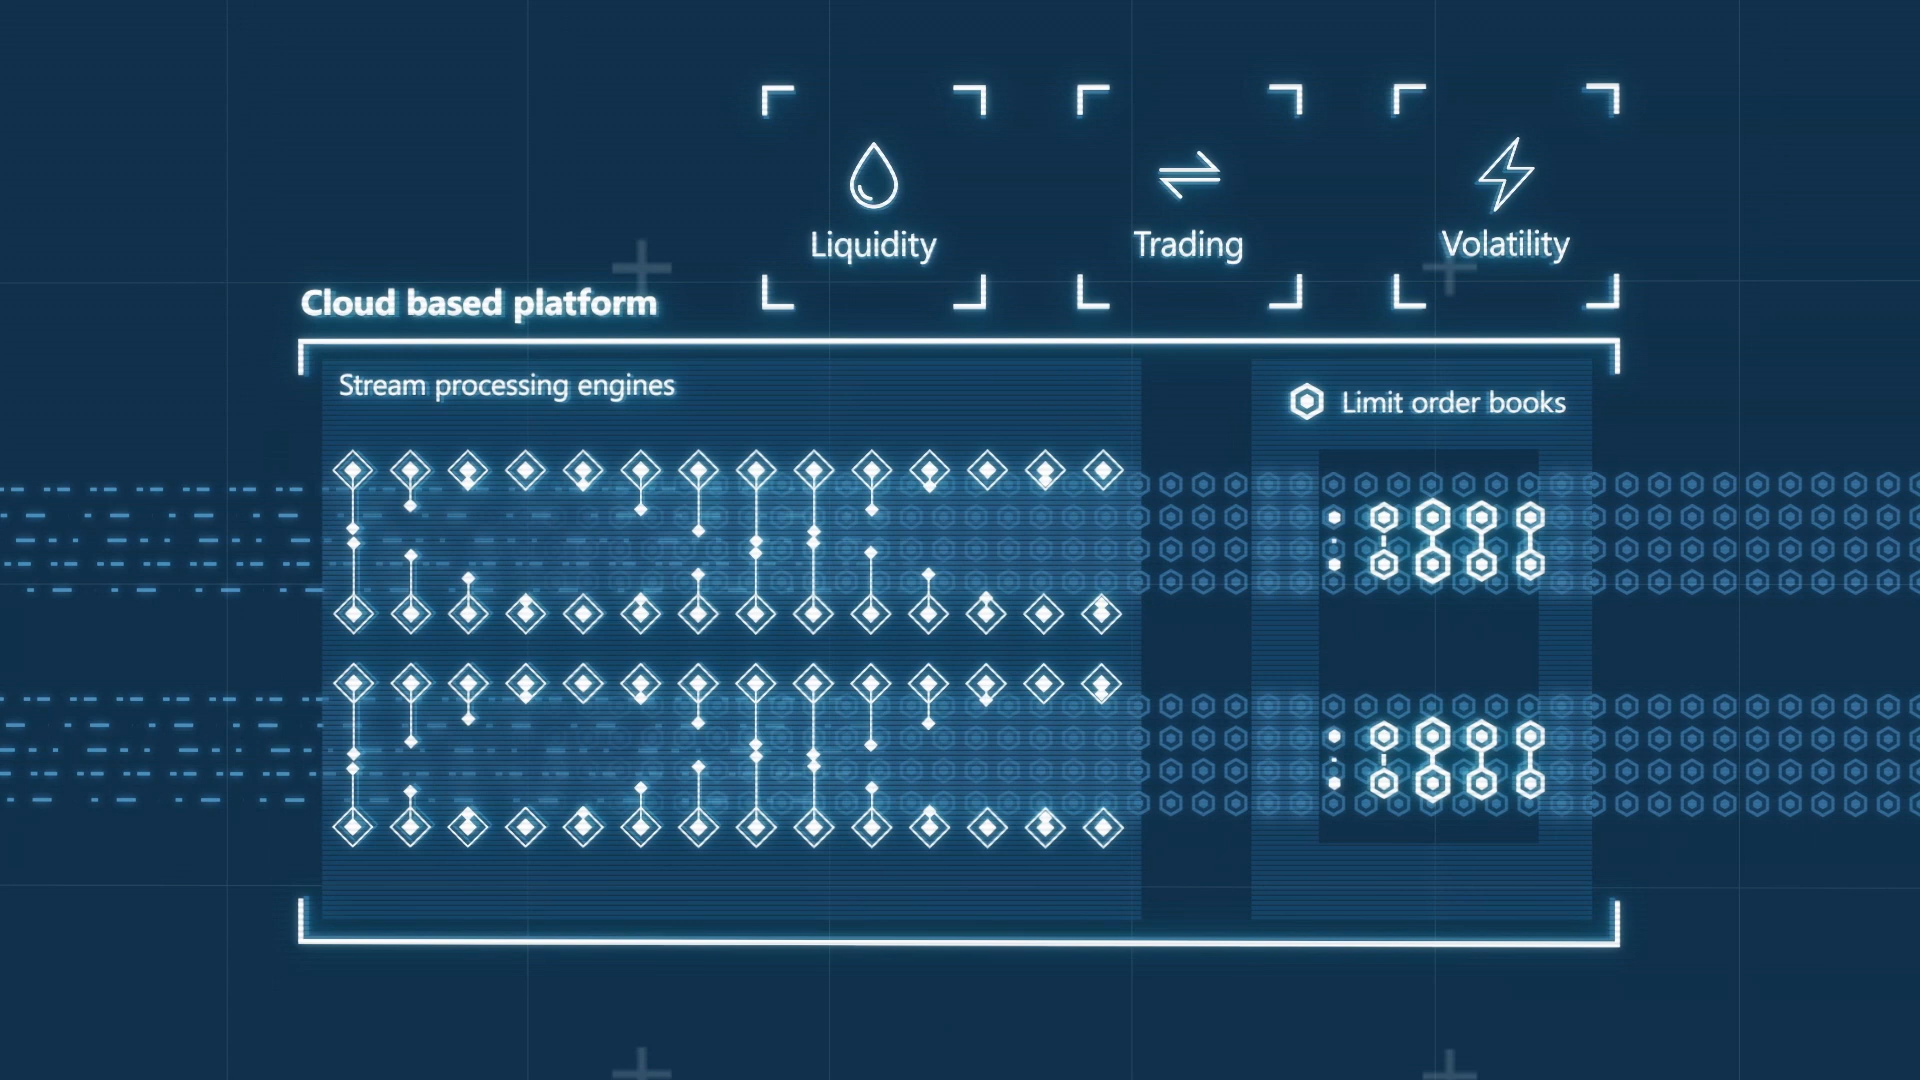 Liquidity
Trading
Volatility
Cloud based platform
Stream processing engines
Limit order books